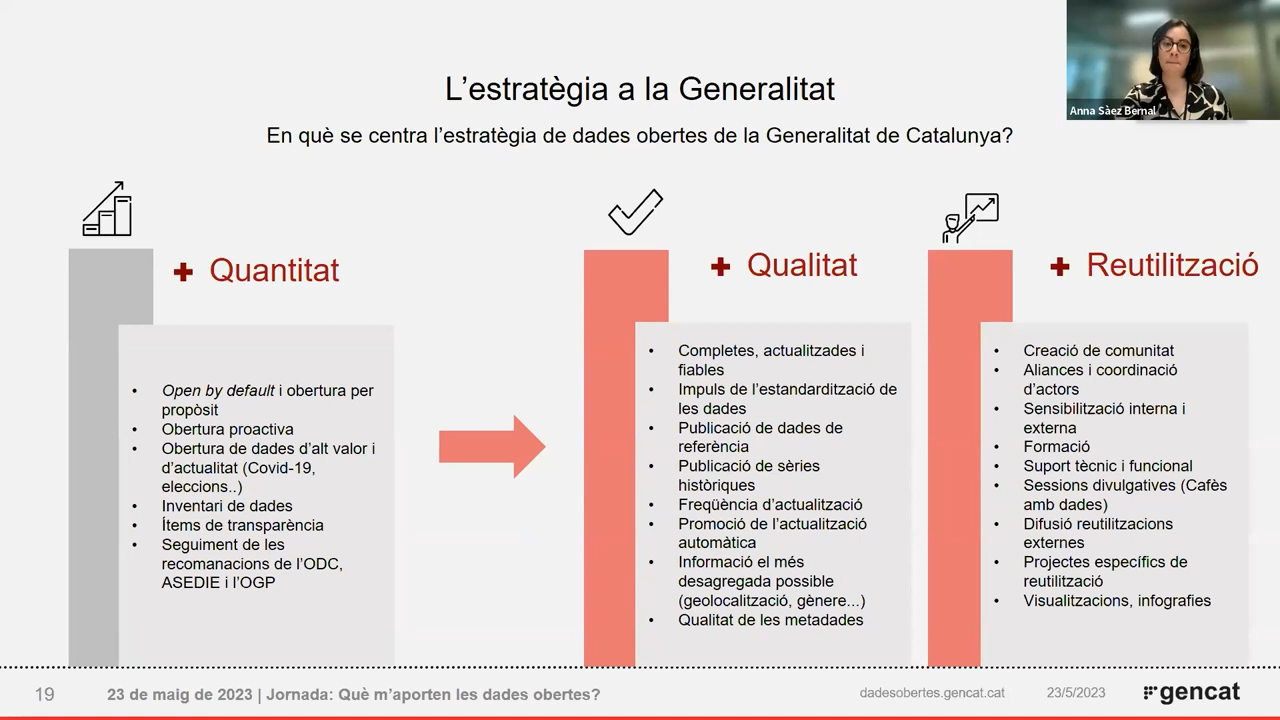 Anna Sàez Bernal
L'estratègia a la Generalitat
En què se centra l'estratègia de dades obertes de la Generalitat de Catalunya?
+ Quantitat
• Open by default i obertura per
propòsit
• Obertura proactiva
• Obertura de dades d'alt valor i
d'actualitat (Covid-19,
eleccions..)
• Inventari de dades
• Ítems de transparència
• Seguiment de les
recomanacions de l'ODC,
ASEDIE i l'OGP
+ Qualitat
• Completes, actualitzades i
fiables
• Impuls de l'estandardització de
les dades
• Publicació de dades de
referència
• Publicació de sèries
històriques
• Freqüència d'actualització
• Promoció de l'actualització
automàtica
• Informació el més
desagregada possible
(geolocalització, gènere...)
• Qualitat de les metadades
+ Reutilització
• Creació de comunitat
• Aliances i coordinació
d'actors
• Sensibilització interna i
externa
• Formació
• Suport tècnic i funcional
• Sessions divulgatives (Cafès
amb dades)
• Difusió reutilitzacions
externes
• Projectes específics de
reutilització
• Visualitzacions, infografies
19
23 de maig de 2023 | Jornada: Què m'aporten les dades obertes?
dadesobertes.gencat.cat
23/5/2023
gencat